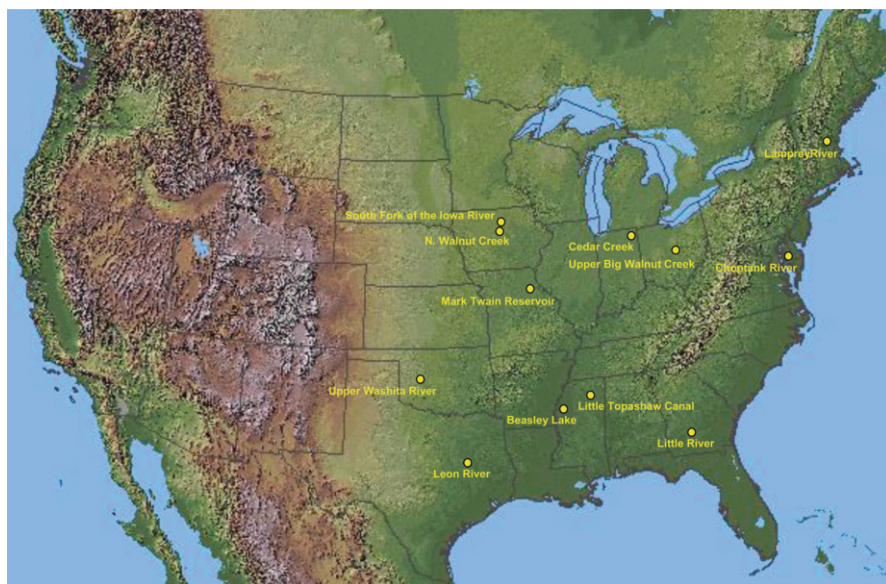 LampreyRiver
South Fork of the Iowa River
N. Walnut Creek
Cedar Creek
Upper Big Walnut Creek
Choptank River
Mark Twain Reservoir
Upper Washita River
Little Topashaw Canal
Beasley Lake
Little River
Leon River